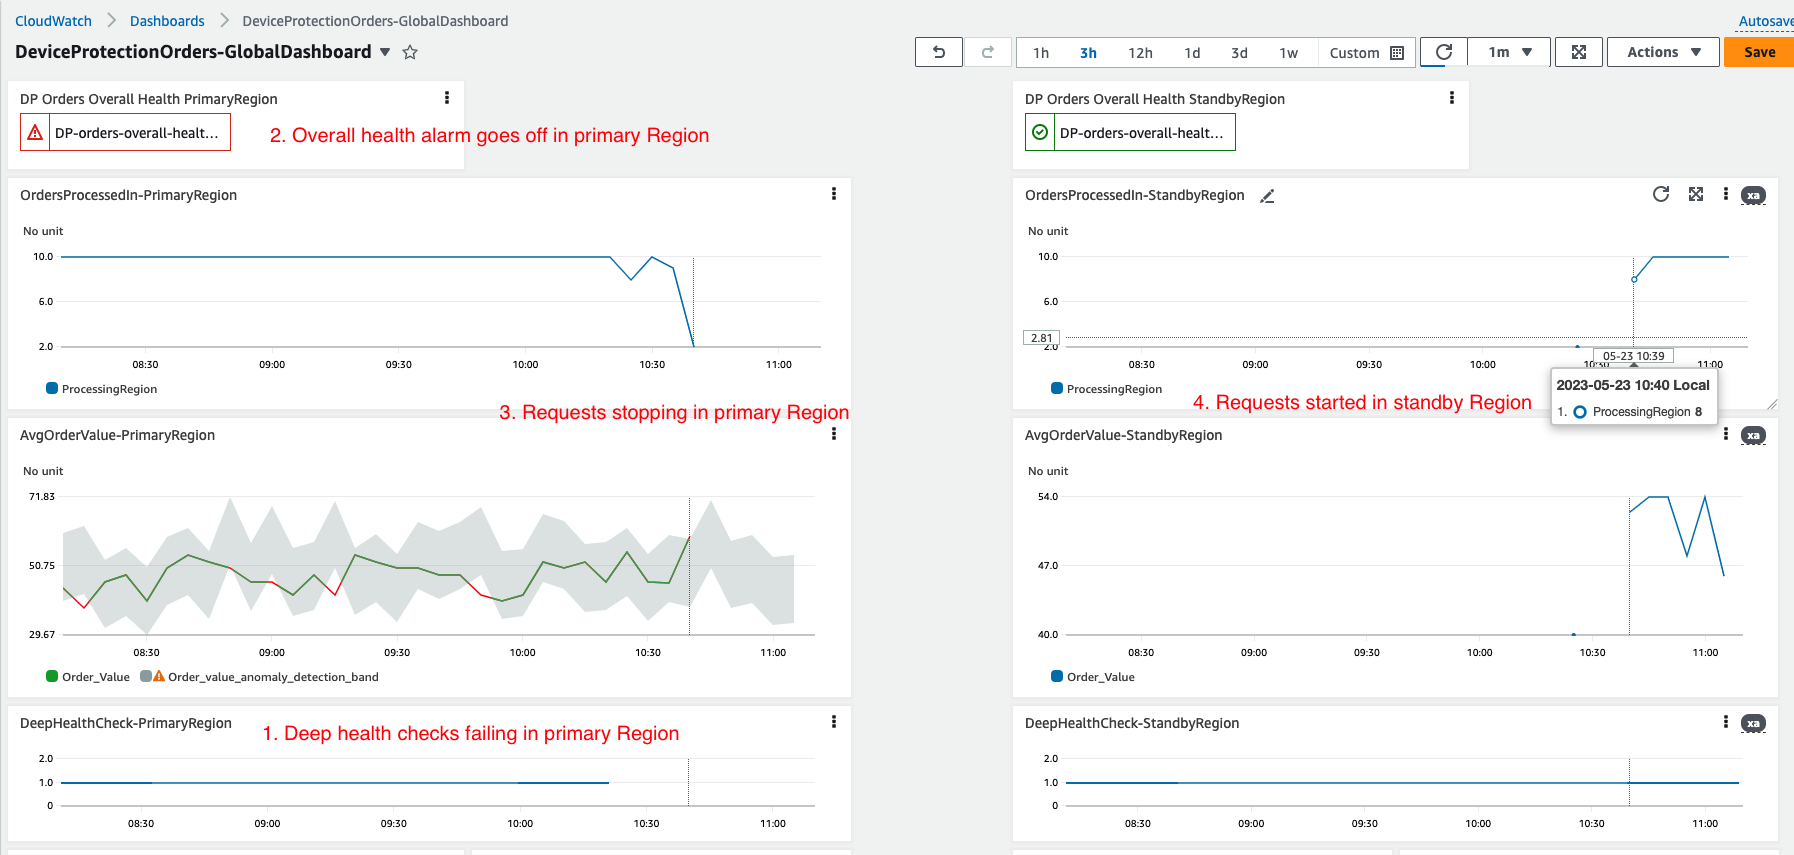 CloudWatch > Dashboards > DeviceProtectionOrders-GlobalDashboard
Autosave
DeviceProtectionOrders-GlobalDashboard
1h 3h 12h 1d 3d 1w Custom 1m Actions Save
DP Orders Overall Health PrimaryRegion
DP-orders-overall-healt...
2. Overall health alarm goes off in primary Region
DP Orders Overall Health StandbyRegion
DP-orders-overall-healt...
OrdersProcessedIn-PrimaryRegion
No unit
10.0
6.0
2.0
08:30 09:00 09:30 10:00 10:30 11:00
ProcessingRegion
3. Requests stopping in primary Region
OrdersProcessedIn-StandbyRegion
xa
No unit
10.0
6.0
2.81
2.0
05-23 10:39
08:30 09:00 09:30 10:00 10:30 11:00
ProcessingRegion
2023-05-23 10:40 Local
1. ProcessingRegion 8
4. Requests started in standby Region
AvgOrderValue-PrimaryRegion
No unit
71.83
50.75
29.67
08:30 09:00 09:30 10:00 10:30 11:00
Order_Value Order_value_anomaly_detection_band
AvgOrderValue-StandbyRegion
xa
No unit
54.0
47.0
40.0
08:30 09:00 09:30 10:00 10:30 11:00
Order_Value
DeepHealthCheck-PrimaryRegion
1. Deep health checks failing in primary Region
2.0
1.0
0
08:30 09:00 09:30 10:00 10:30 11:00
DeepHealthCheck-StandbyRegion
xa
2.0
1.0
0
08:30 09:00 09:30 10:00 10:30 11:00